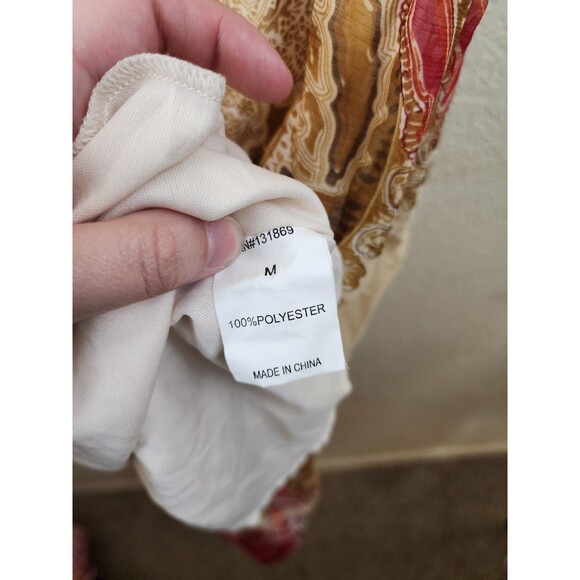 N#131869
M
100%POLYESTER
MADE IN CHINA